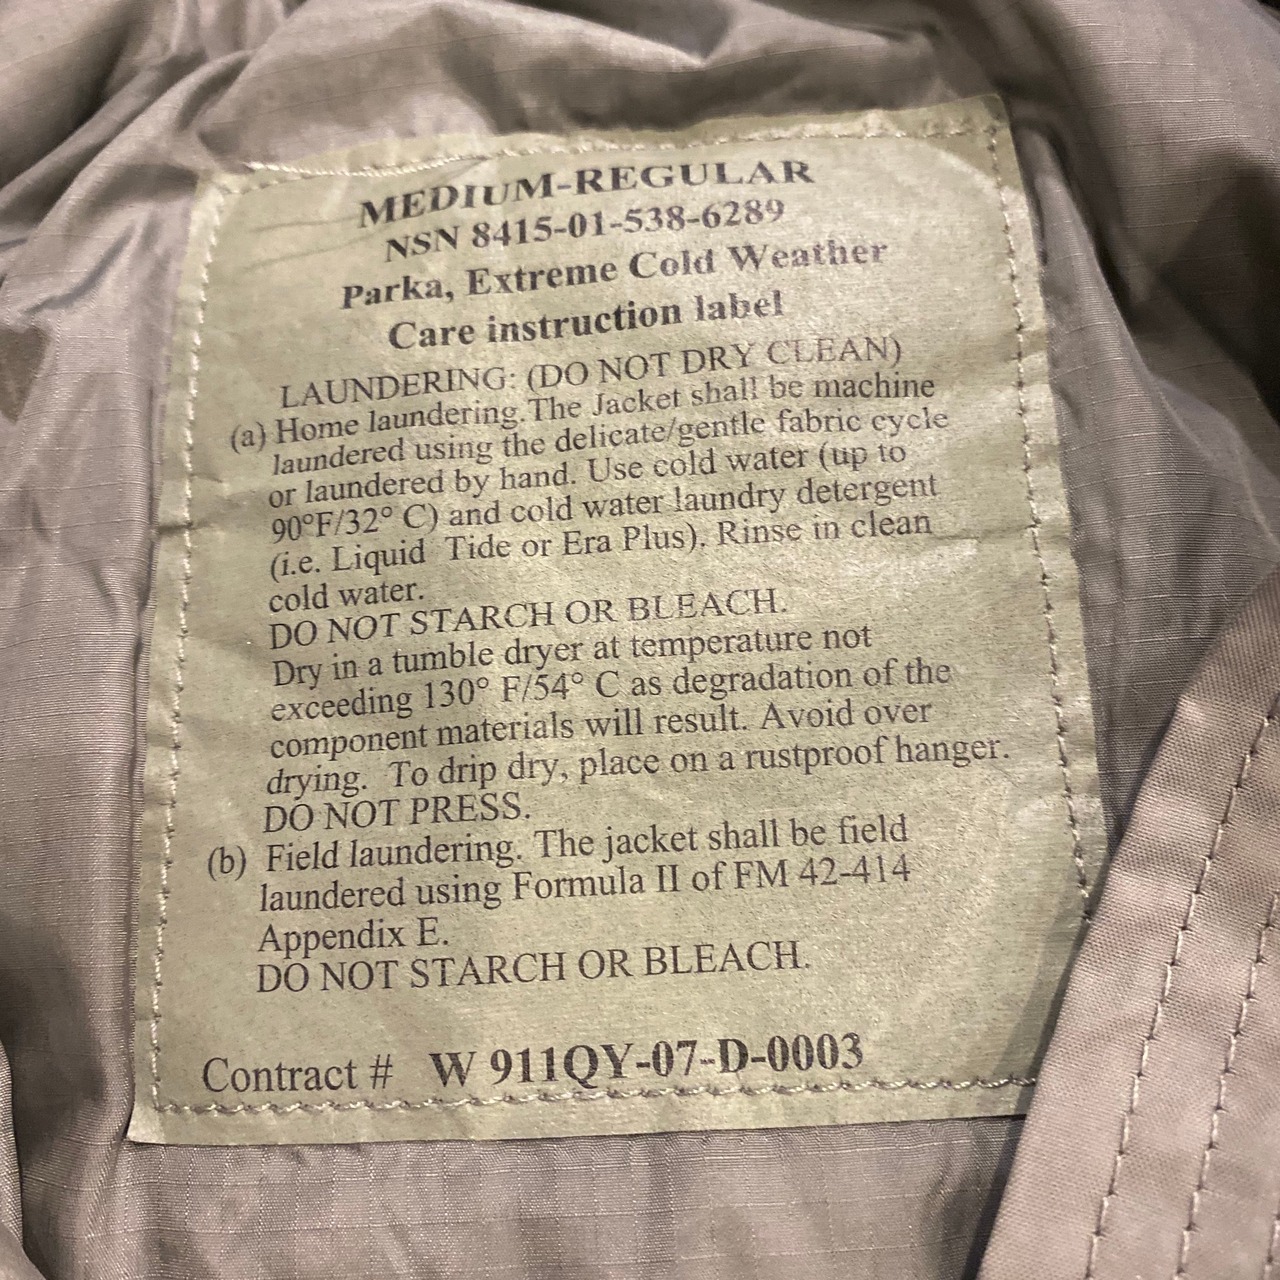 MEDIUM-REGULAR
NSN 8415-01-538-6289
Parka, Extreme Cold Weather
Care instruction label
LAUNDERING: (DO NOT DRY CLEAN)
(a) Home laundering.The Jacket shall be machine
laundered using the delicate/gentle fabric cycle
or laundered by hand. Use cold water (up to
90°F/32° C) and cold water laundry detergent
(i.e. Liquid Tide or Era Plus). Rinse in clean
cold water.
DO NOT STARCH OR BLEACH.
Dry in a tumble dryer at temperature not
exceeding 130° F/54° C as degradation of the
component materials will result. Avoid over
drying. To drip dry, place on a rustproof hanger.
DO NOT PRESS.
(b) Field laundering. The jacket shall be field
laundered using Formula II of FM 42-414
Appendix E.
DO NOT STARCH OR BLEACH.
Contract # W 911QY-07-D-0003